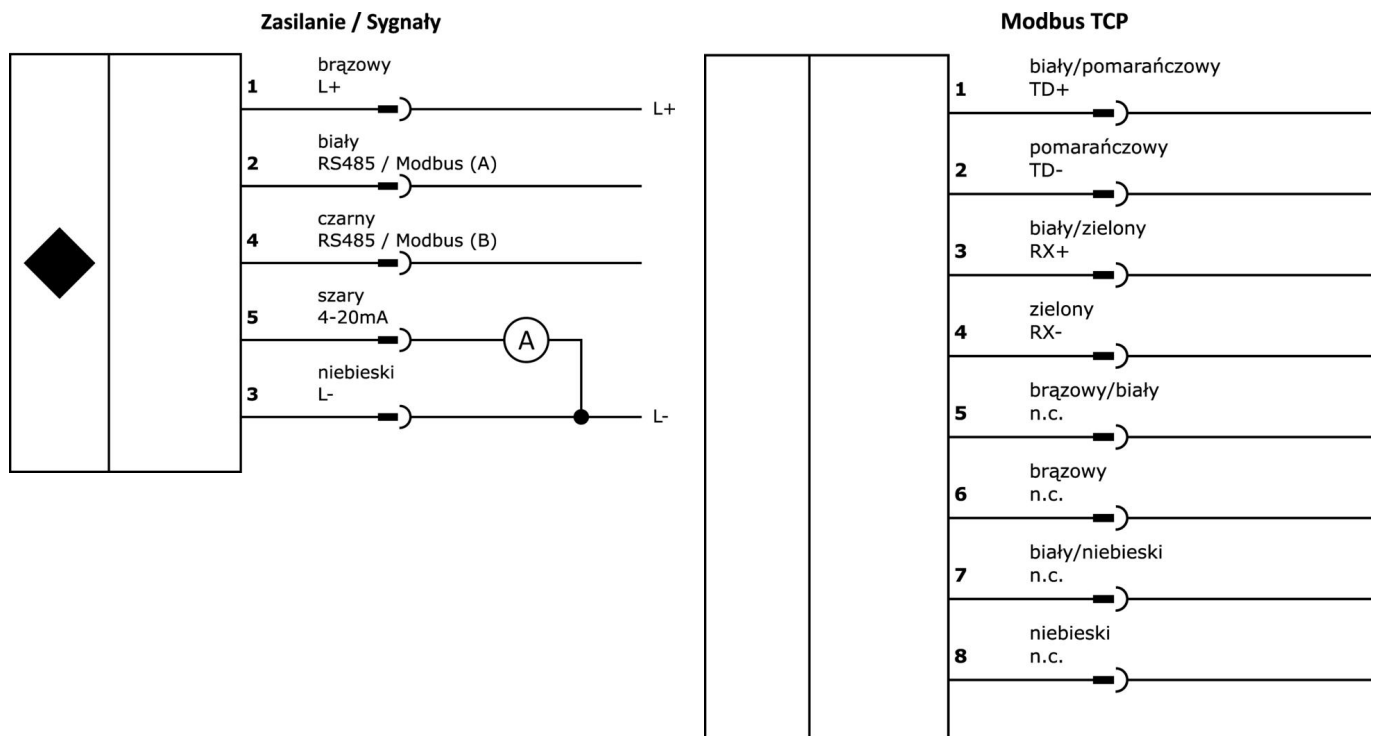 Zasilanie / Sygnały
brązowy
1 L+
L+
biały
2 RS485 / Modbus (A)
czarny
4 RS485 / Modbus (B)
szary
5 4-20mA
A
niebieski
3 L-
L-
Modbus TCP
biały/pomarańczowy
1 TD+
pomarańczowy
2 TD-
biały/zielony
3 RX+
zielony
4 RX-
brązowy/biały
5 n.c.
brązowy
6 n.c.
biały/niebieski
7 n.c.
niebieski
8 n.c.